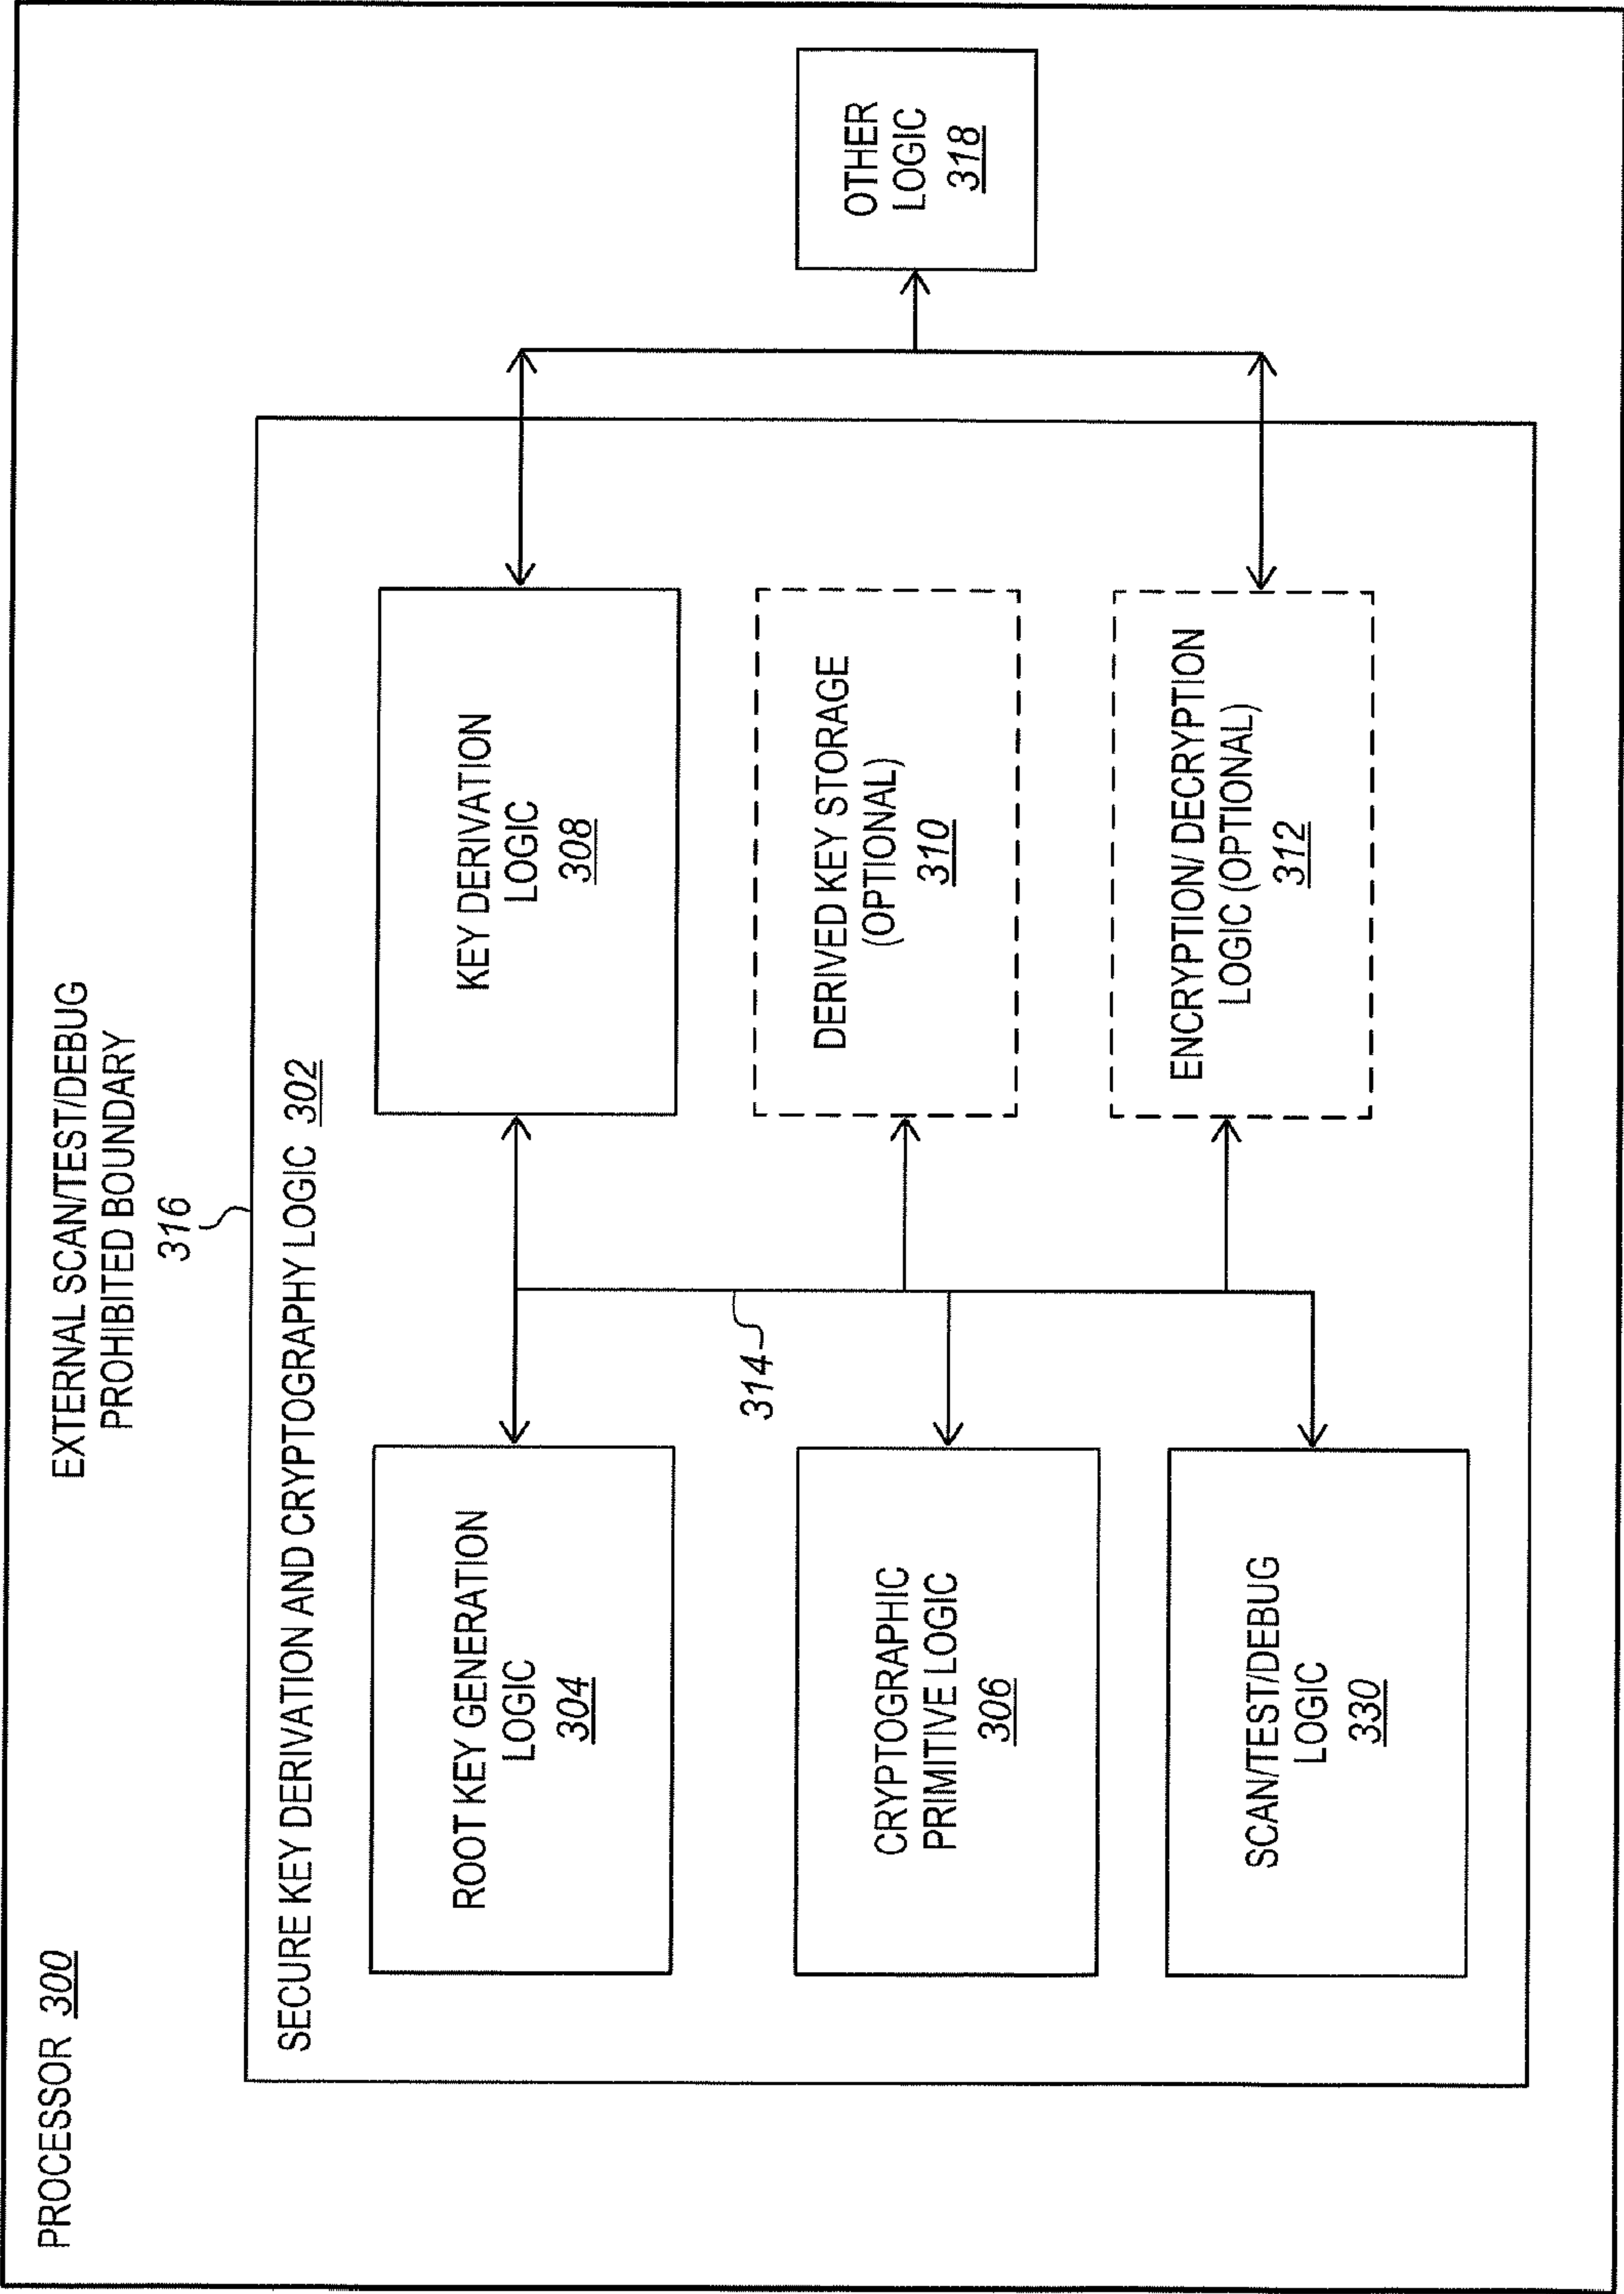 PROCESSOR 300
EXTERNAL SCAN/TEST/DEBUG
PROHIBITED BOUNDARY
316
SECURE KEY DERIVATION AND CRYPTOGRAPHY LOGIC 302
ROOT KEY GENERATION
LOGIC
304
KEY DERIVATION
LOGIC
308
314
CRYPTOGRAPHIC
PRIMITIVE LOGIC
306
DERIVED KEY STORAGE
(OPTIONAL)
310
SCAN/TEST/DEBUG
LOGIC
330
ENCRYPTION/ DECRYPTION
LOGIC (OPTIONAL)
312
OTHER
LOGIC
318